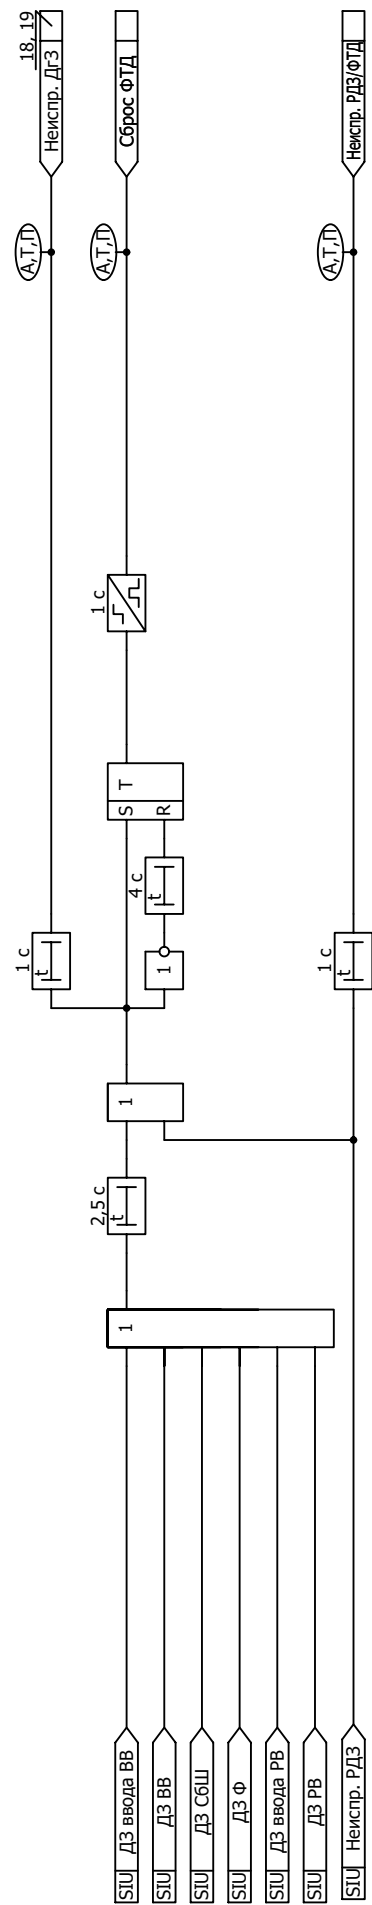 18, 19
Неиспр. ДгЗ
Сброс ФТД
Неиспр. РДЗ/ФТД
А,Т,П
А,Т,П
А,Т,П
1 с
T
S
R
4 с
t
1
1 с
t
1 с
t
1
2,5 с
t
1
SIU ДЗ ввода ВВ
SIU ДЗ ВВ
SIU ДЗ СбШ
SIU ДЗ Ф
SIU ДЗ ввода РВ
SIU ДЗ РВ
SIU Неиспр. РДЗ